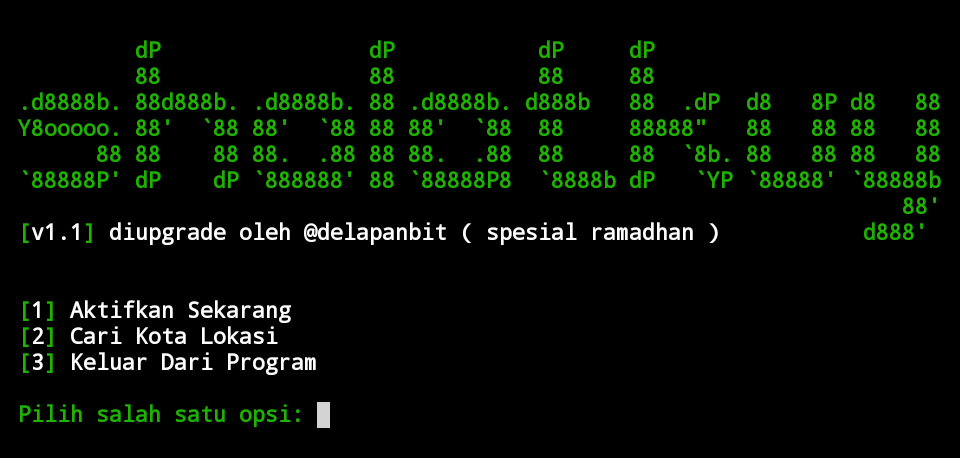 dP                dP           dP     dP
         88                88           88     88
.d8888b. 88d888b. .d8888b. 88 .d8888b. d888b   88  .dP  d8   8P d8   88
Y8ooooo. 88'  `88 88'  `88 88 88'  `88  88     88888"   88   88 88   88
      88 88    88 88.  .88 88 88.  .88  88     88  `8b. 88   88 88   88
`88888P' dP    dP `888888' 88 `88888P8  `8888b dP   `YP `88888' `88888b
                                                                    88'
[v1.1] diupgrade oleh @delapanbit ( spesial ramadhan )           d888'
[1] Aktifkan Sekarang
[2] Cari Kota Lokasi
[3] Keluar Dari Program
Pilih salah satu opsi: